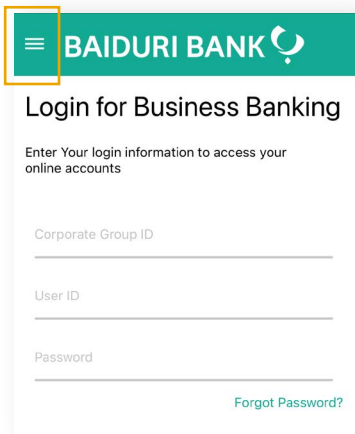 BAIDURI BANK
Login for Business Banking
Enter Your login information to access your
online accounts
Corporate Group ID
User ID
Password
Forgot Password?